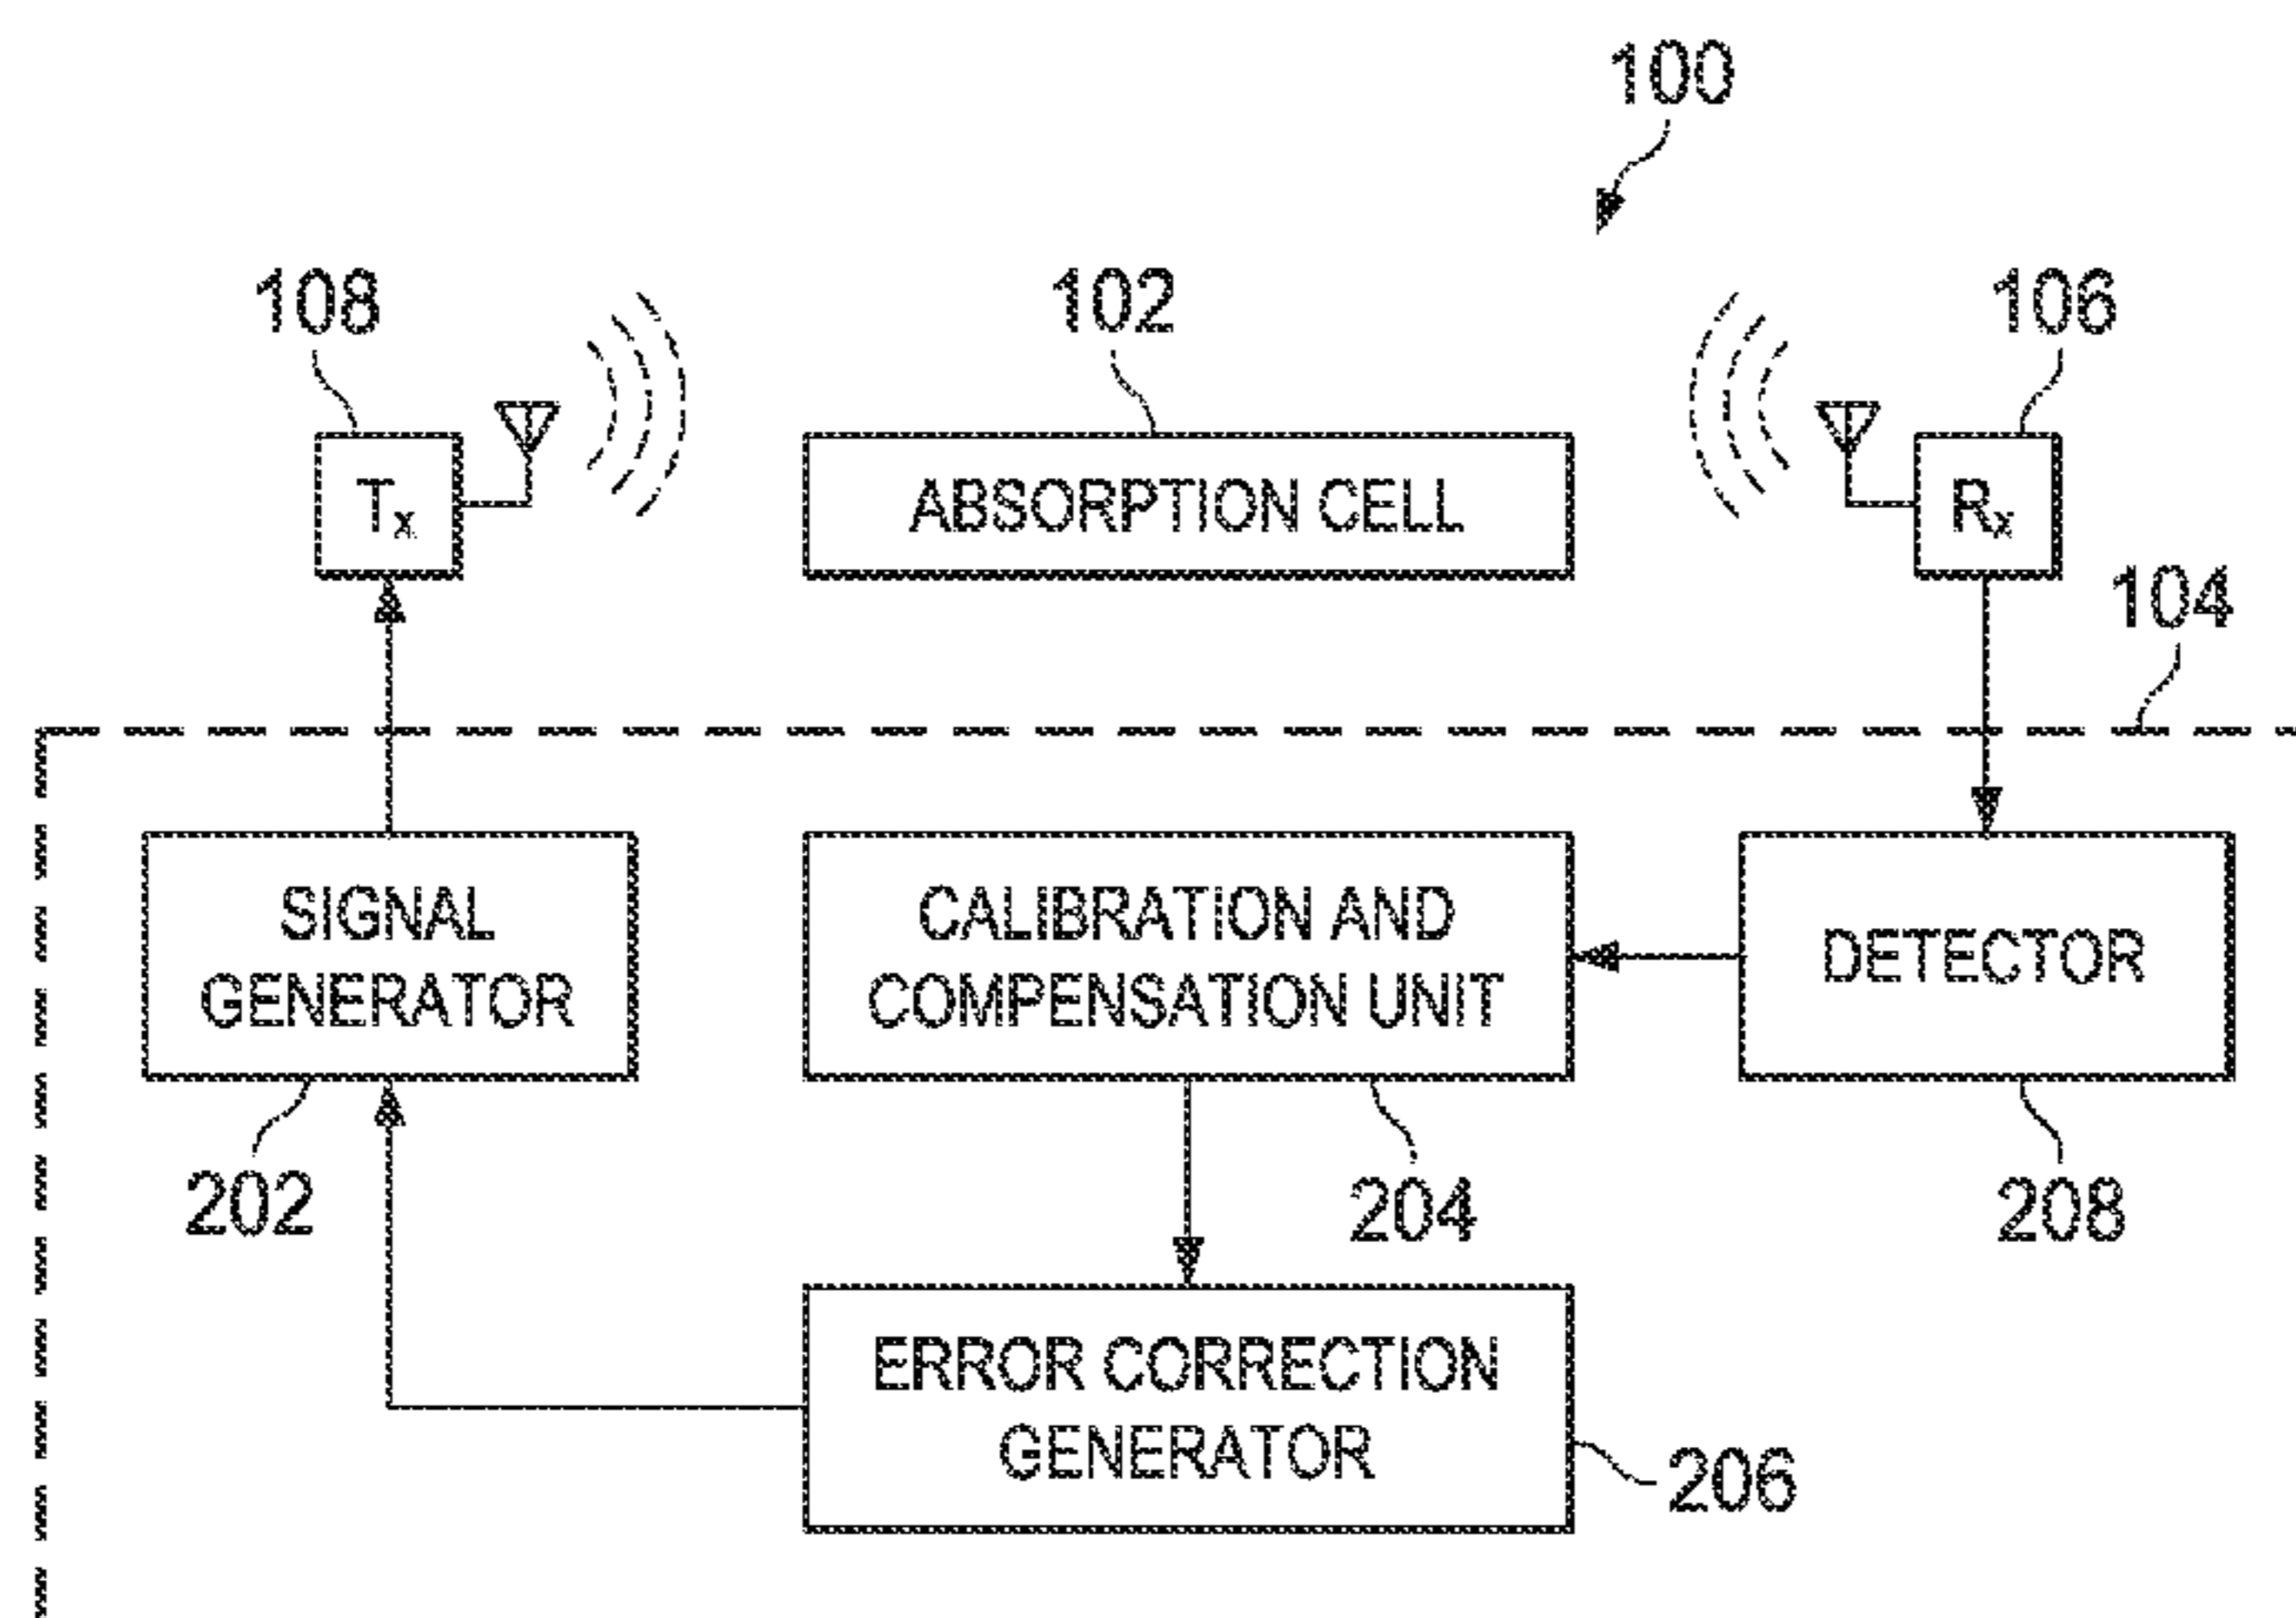 100
108
102
106
Tx
ABSORPTION CELL
Rx
104
SIGNAL
GENERATOR
CALIBRATION AND
COMPENSATION UNIT
DETECTOR
202
204
208
ERROR CORRECTION
GENERATOR
206